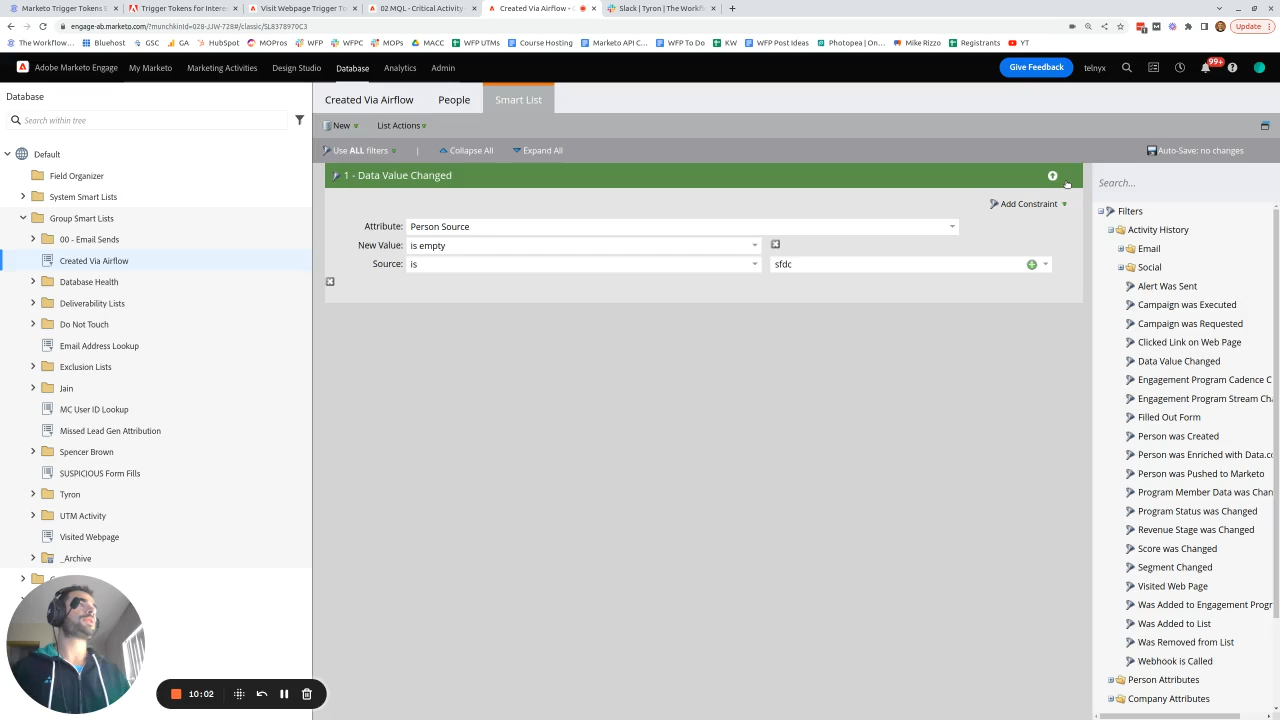 Marketo Trigger Tokens E
Trigger Tokens for Interes
Visit Webpage Trigger To
02 MQL - Critical Activity
Created Via Airflow -
Slack | Tyron | The Workfl
engage-ab.marketo.com/?munchkinId=028-JJW-728#/classic/SL8378970C3
Update
The Workflow...
Bluehost
GSC
GA
HubSpot
MOPros
WFP
WFPC
MOPs
MACC
WFP UTMs
Course Hosting
Marketo API C...
WFP To Do
KW
WFP Post Ideas
Photopea | On...
Mike Rizzo
Registrants
YT
Adobe Marketo Engage
My Marketo
Marketing Activities
Design Studio
Database
Analytics
Admin
Give Feedback
telnyx
99+
Database
Search within tree
Default
Field Organizer
System Smart Lists
Group Smart Lists
00 - Email Sends
Created Via Airflow
Database Health
Deliverability Lists
Do Not Touch
Email Address Lookup
Exclusion Lists
Jain
MC User ID Lookup
Missed Lead Gen Attribution
Spencer Brown
SUSPICIOUS Form Fills
Tyron
UTM Activity
Visited Webpage
_Archive
Created Via Airflow
People
Smart List
New
List Actions
Use ALL filters
|
Collapse All
Expand All
Auto-Save: no changes
1 - Data Value Changed
Add Constraint
Attribute: Person Source
New Value: is empty
Source: is
sfdc
Search...
Filters
Activity History
Email
Social
Alert Was Sent
Campaign was Executed
Campaign was Requested
Clicked Link on Web Page
Data Value Changed
Engagement Program Cadence C
Engagement Program Stream Cha
Filled Out Form
Person was Created
Person was Enriched with Data.co
Person was Pushed to Marketo
Program Member Data was Chan
Program Status was Changed
Revenue Stage was Changed
Score was Changed
Segment Changed
Visited Web Page
Was Added to Engagement Progr
Was Added to List
Was Removed from List
Webhook is Called
Person Attributes
Company Attributes
10:02